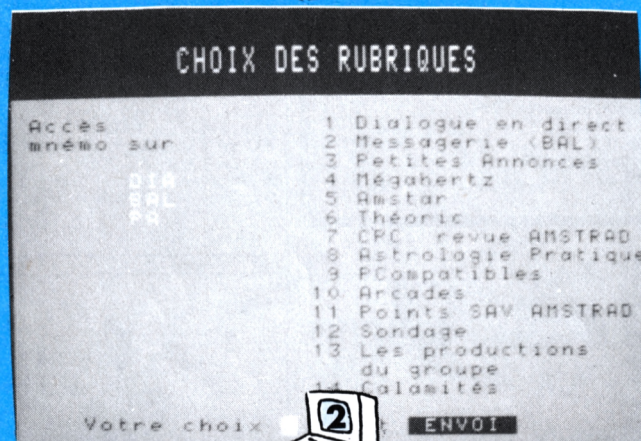 CHOIX DES RUBRIQUES
Accès
mnémo sur
DIA
BAL
PA
1 Dialogue en direct
2 Messagerie (BAL)
3 Petites Annonces
4 Mégahertz
5 Amstar
6 Théoric
7 CPC revue AMSTRAD
8 Astrologie Pratique
9 PCompatibles
10 Arcades
11 Points SAV AMSTRAD
12 Sondage
13 Les productions
du groupe
14 Calamités
Votre choix
2
ENVOI